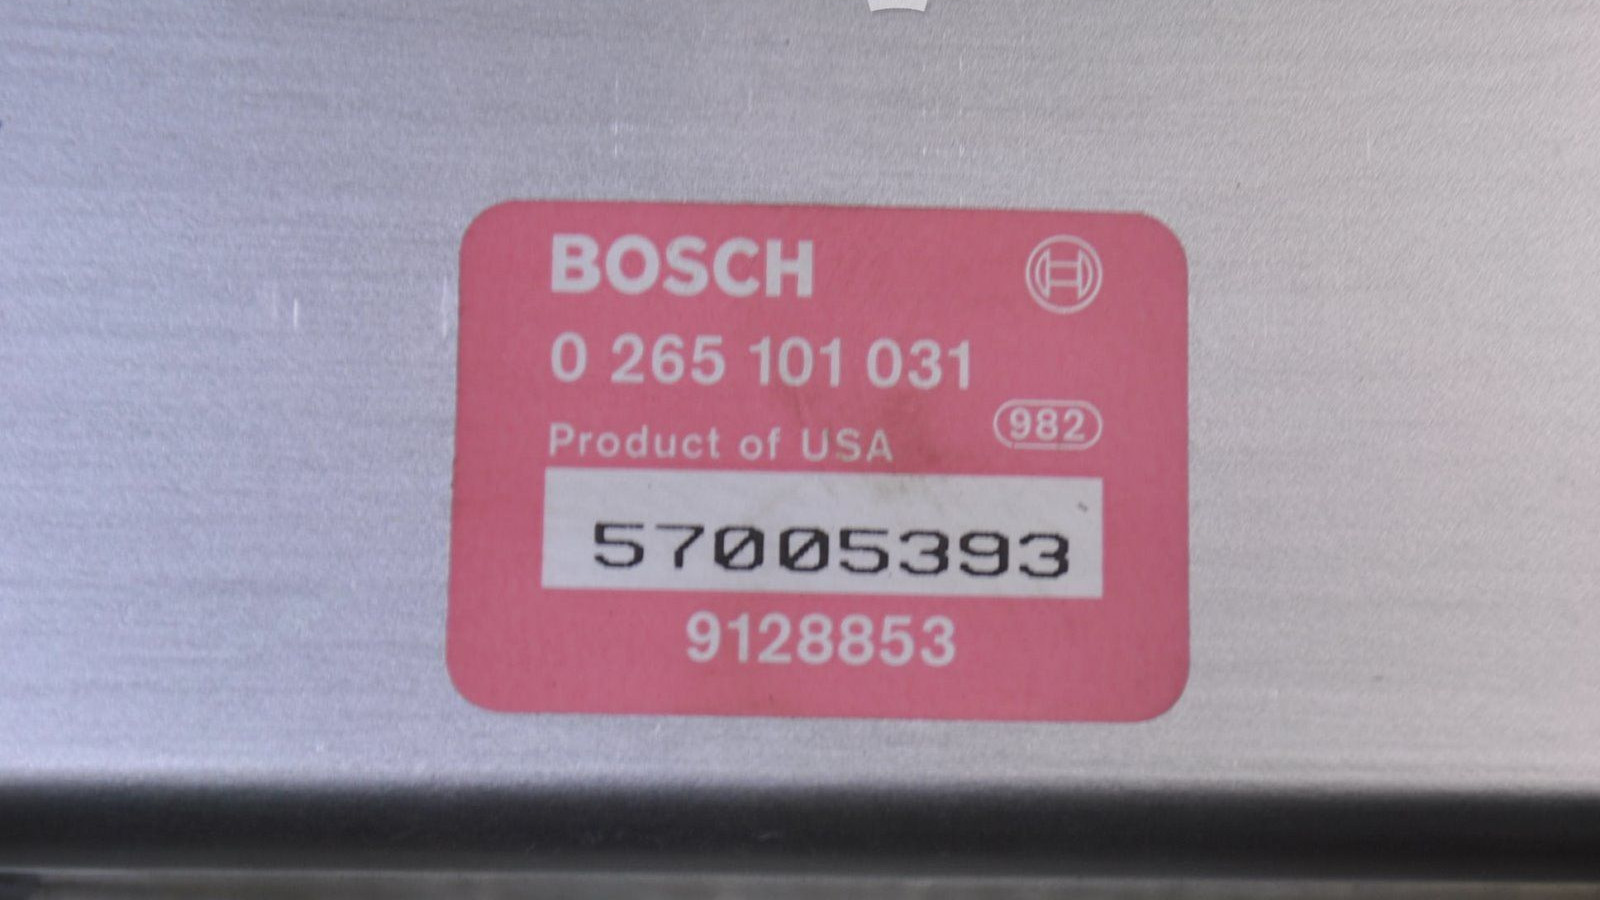 BOSCH
0 265 101 031
982
Product of USA
57005393
9128853